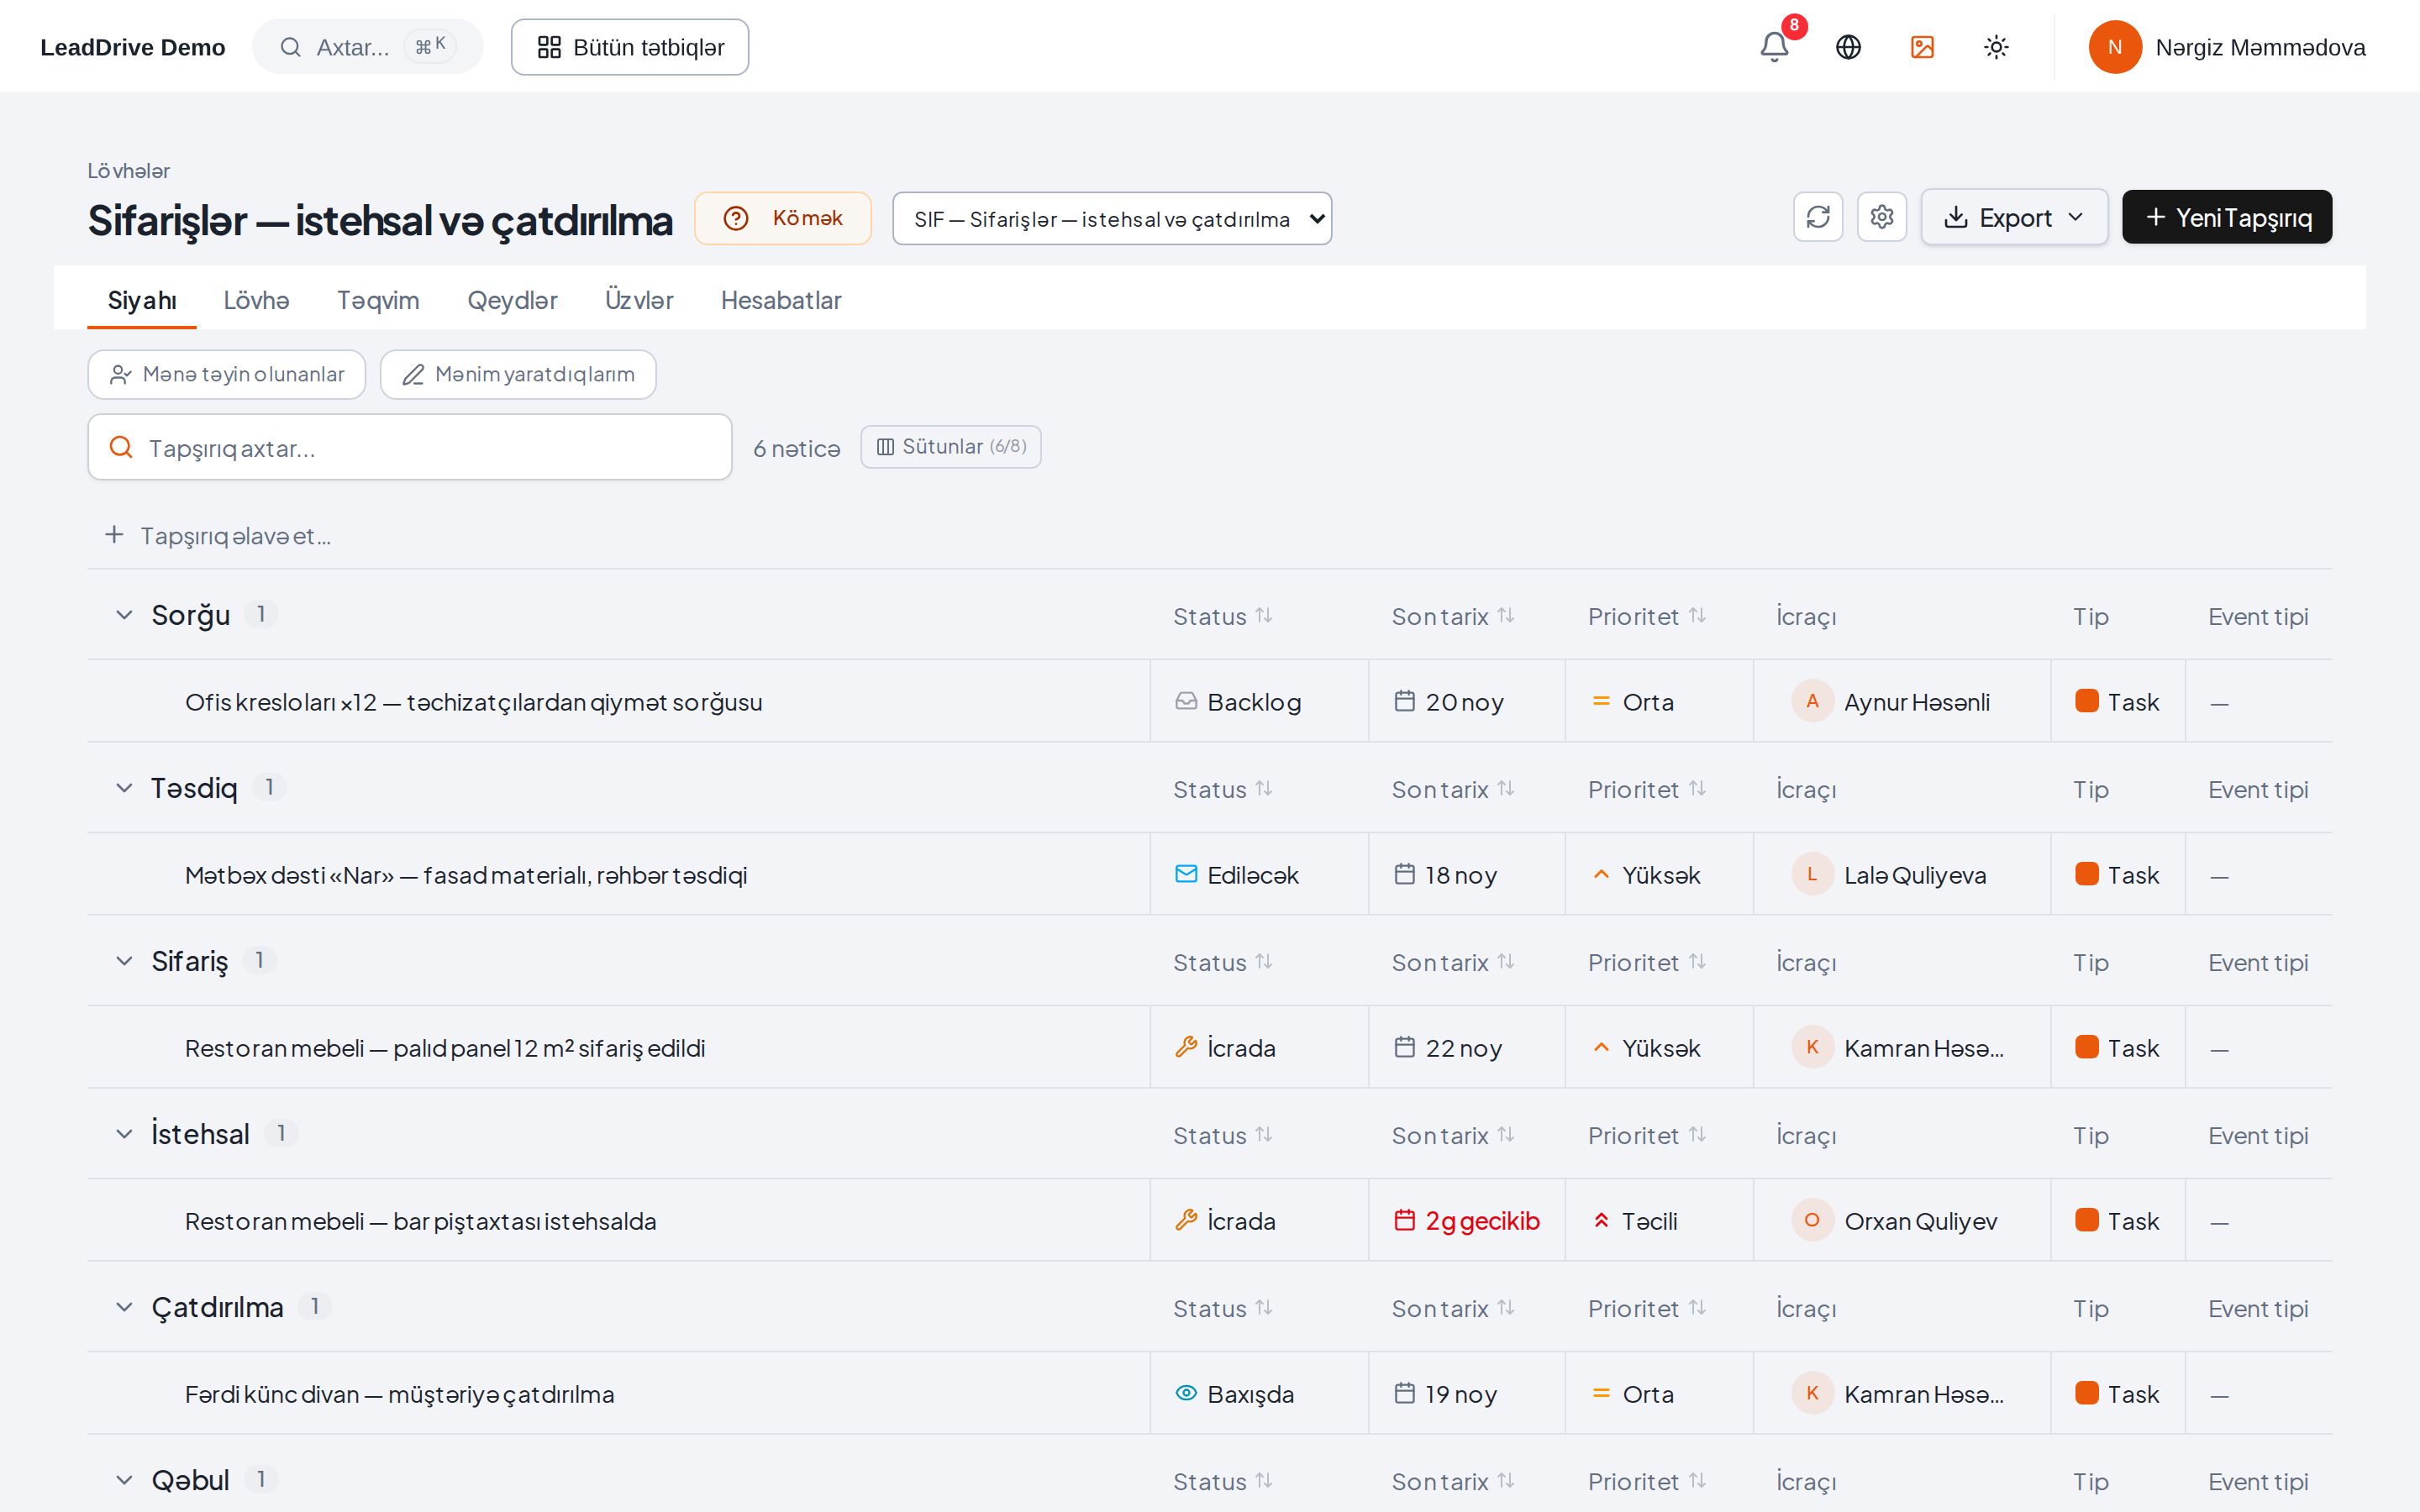 LeadDrive Demo Axtar... ⌘K Bütün tətbiqlər 8 N Nərgiz Məmmədova
Lövhələr
Sifarişlər — istehsal və çatdırılma Kömək SIF — Sifarişlər — istehsal və çatdırılma Export Yeni Tapşırıq
Siyahı Lövhə Təqvim Qeydlər Üzvlər Hesabatlar
Mənə təyin olunanlar Mənim yaratdıqlarım
Tapşırıq axtar... 6 nəticə Sütunlar (6/8)
Tapşırıq əlavə et...
Sorğu 1 Status Son tarix Prioritet İcraçı Tip Event tipi
Ofis kresloları ×12 — təchizatçılardan qiymət sorğusu Backlog 20 noy Orta A Aynur Həsənli Task —
Təsdiq 1 Status Son tarix Prioritet İcraçı Tip Event tipi
Mətbəx dəsti «Nar» — fasad materialı, rəhbər təsdiqi Ediləcək 18 noy Yüksək L Lalə Quliyeva Task —
Sifariş 1 Status Son tarix Prioritet İcraçı Tip Event tipi
Restoran mebeli — palıd panel 12 m² sifariş edildi İcrada 22 noy Yüksək K Kamran Həsə... Task —
İstehsal 1 Status Son tarix Prioritet İcraçı Tip Event tipi
Restoran mebeli — bar piştaxtası istehsalda İcrada 2g gecikib Təcili O Orxan Quliyev Task —
Çatdırılma 1 Status Son tarix Prioritet İcraçı Tip Event tipi
Fərdi künc divan — müştəriyə çatdırılma Baxışda 19 noy Orta K Kamran Həsə... Task —
Qəbul 1 Status Son tarix Prioritet İcraçı Tip Event tipi